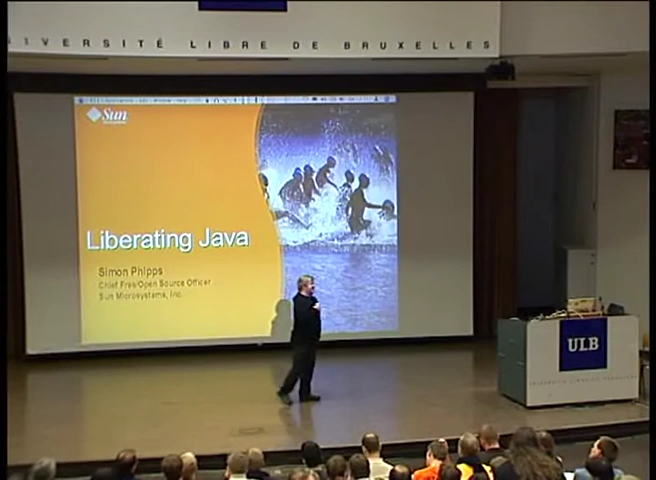 UNIVERSITÉ LIBRE DE BRUXELLES
Sun
Liberating Java
Simon Phipps
Chief Free/Open Source Officer
Sun Microsystems, Inc.
ULB